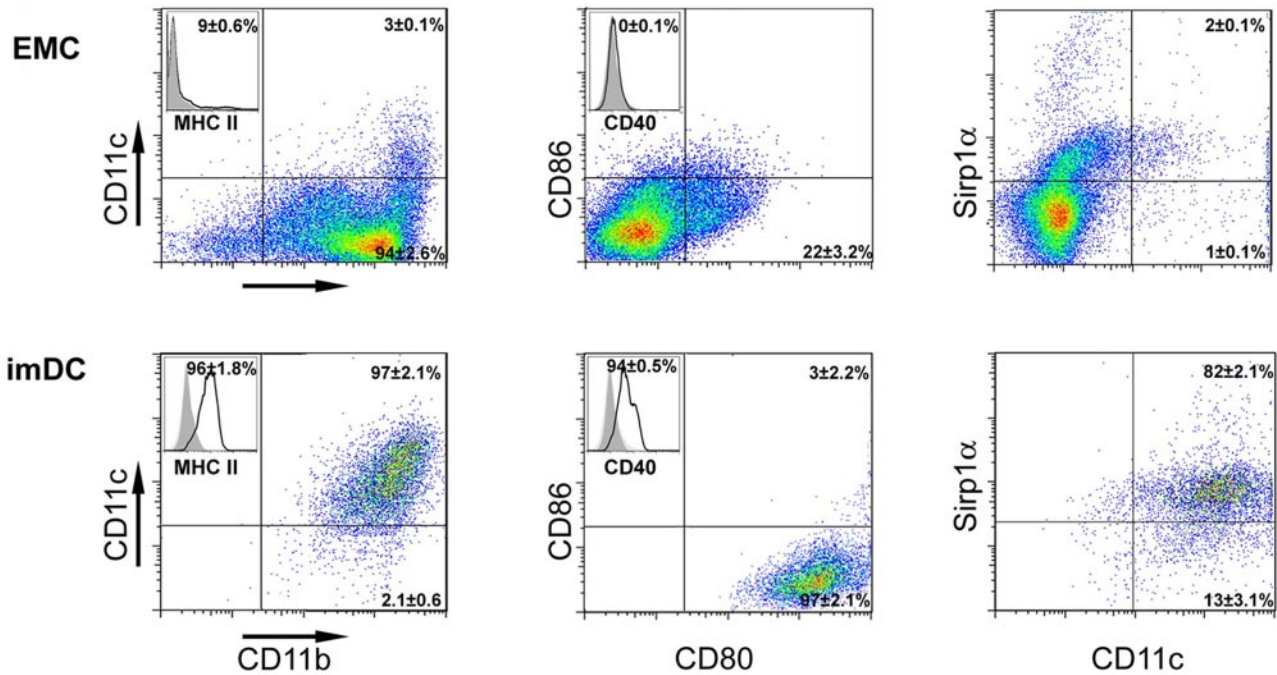 EMC
9±0.6%
3±0.1%
MHC II
CD11c
94±2.6%
0±0.1%
CD40
CD86
22±3.2%
2±0.1%
Sirp1α
1±0.1%
imDC
96±1.8%
97±2.1%
MHC II
CD11c
2.1±0.6
CD11b
94±0.5%
3±2.2%
CD40
CD86
97±2.1%
CD80
82±2.1%
Sirp1α
13±3.1%
CD11c